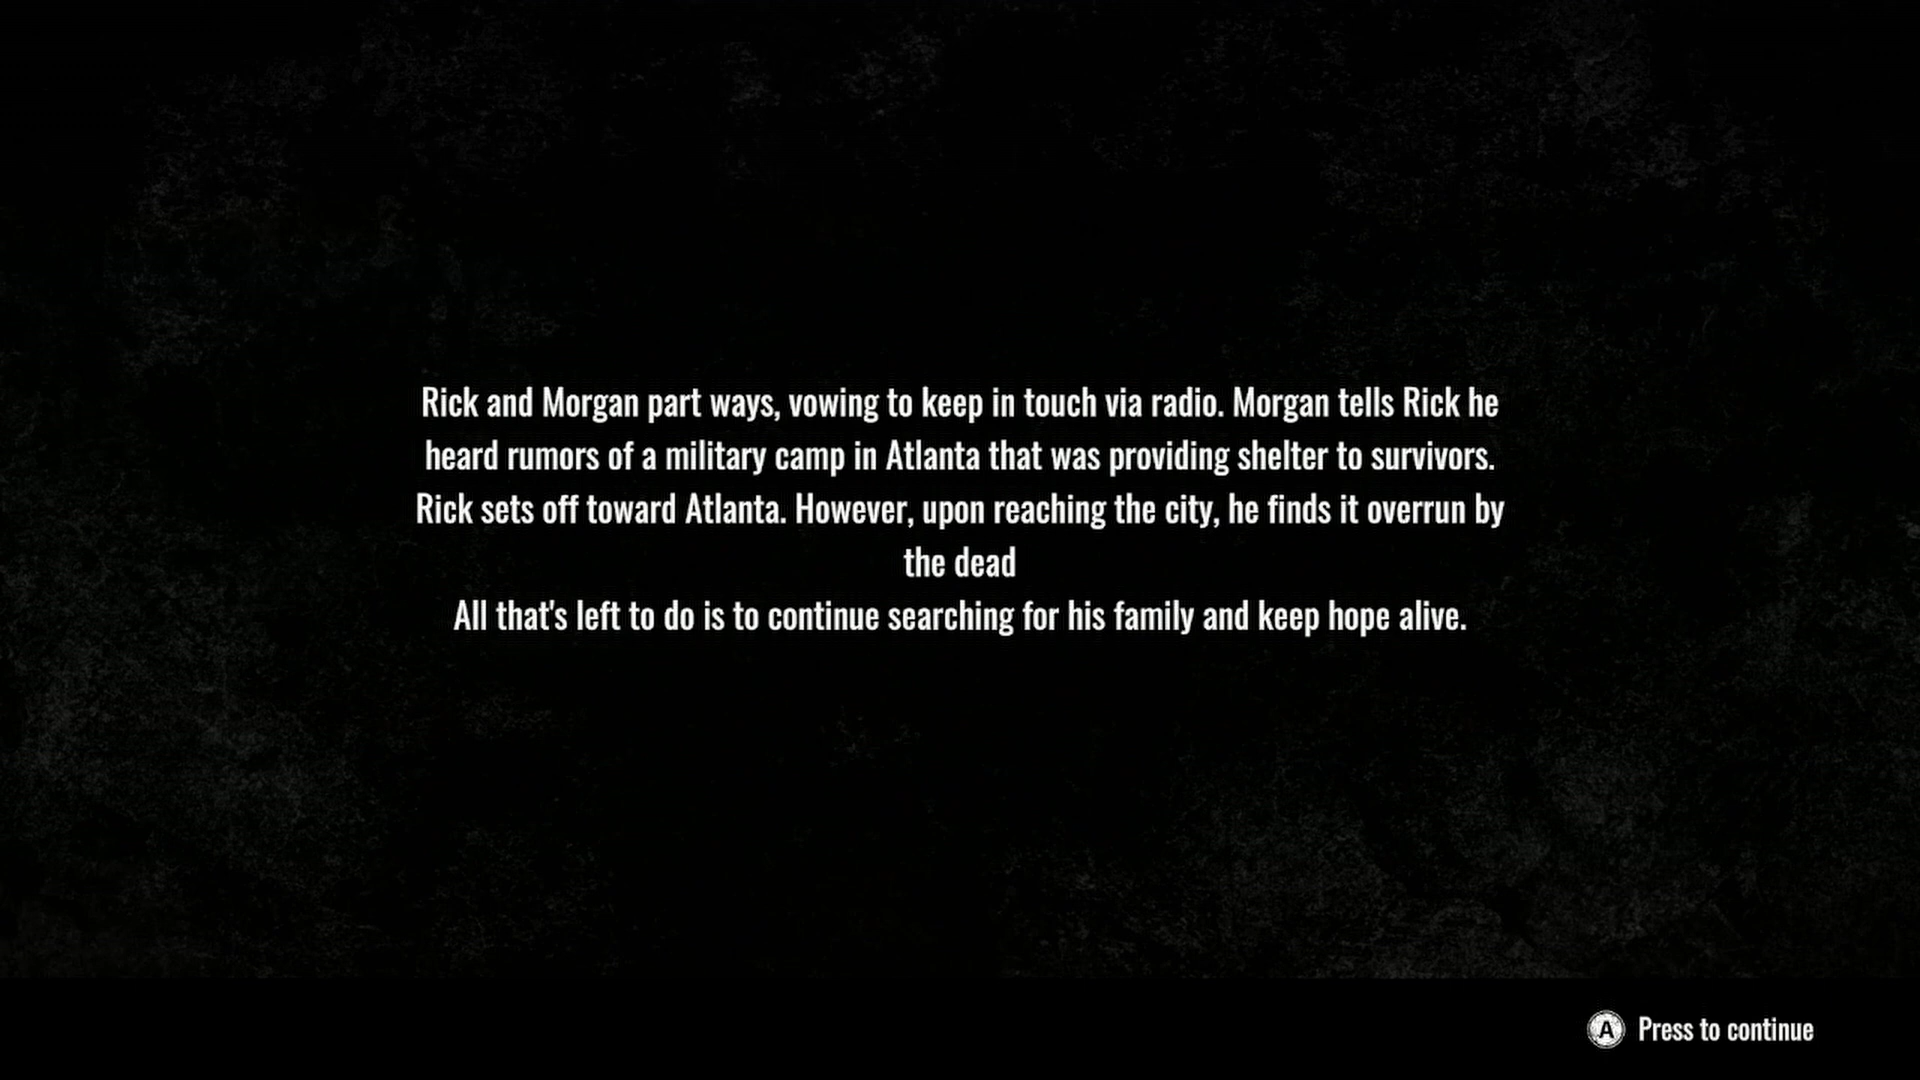 Rick and Morgan part ways, vowing to keep in touch via radio. Morgan tells Rick he
heard rumors of a military camp in Atlanta that was providing shelter to survivors.
Rick sets off toward Atlanta. However, upon reaching the city, he finds it overrun by
the dead
All that's left to do is to continue searching for his family and keep hope alive.
A Press to continue